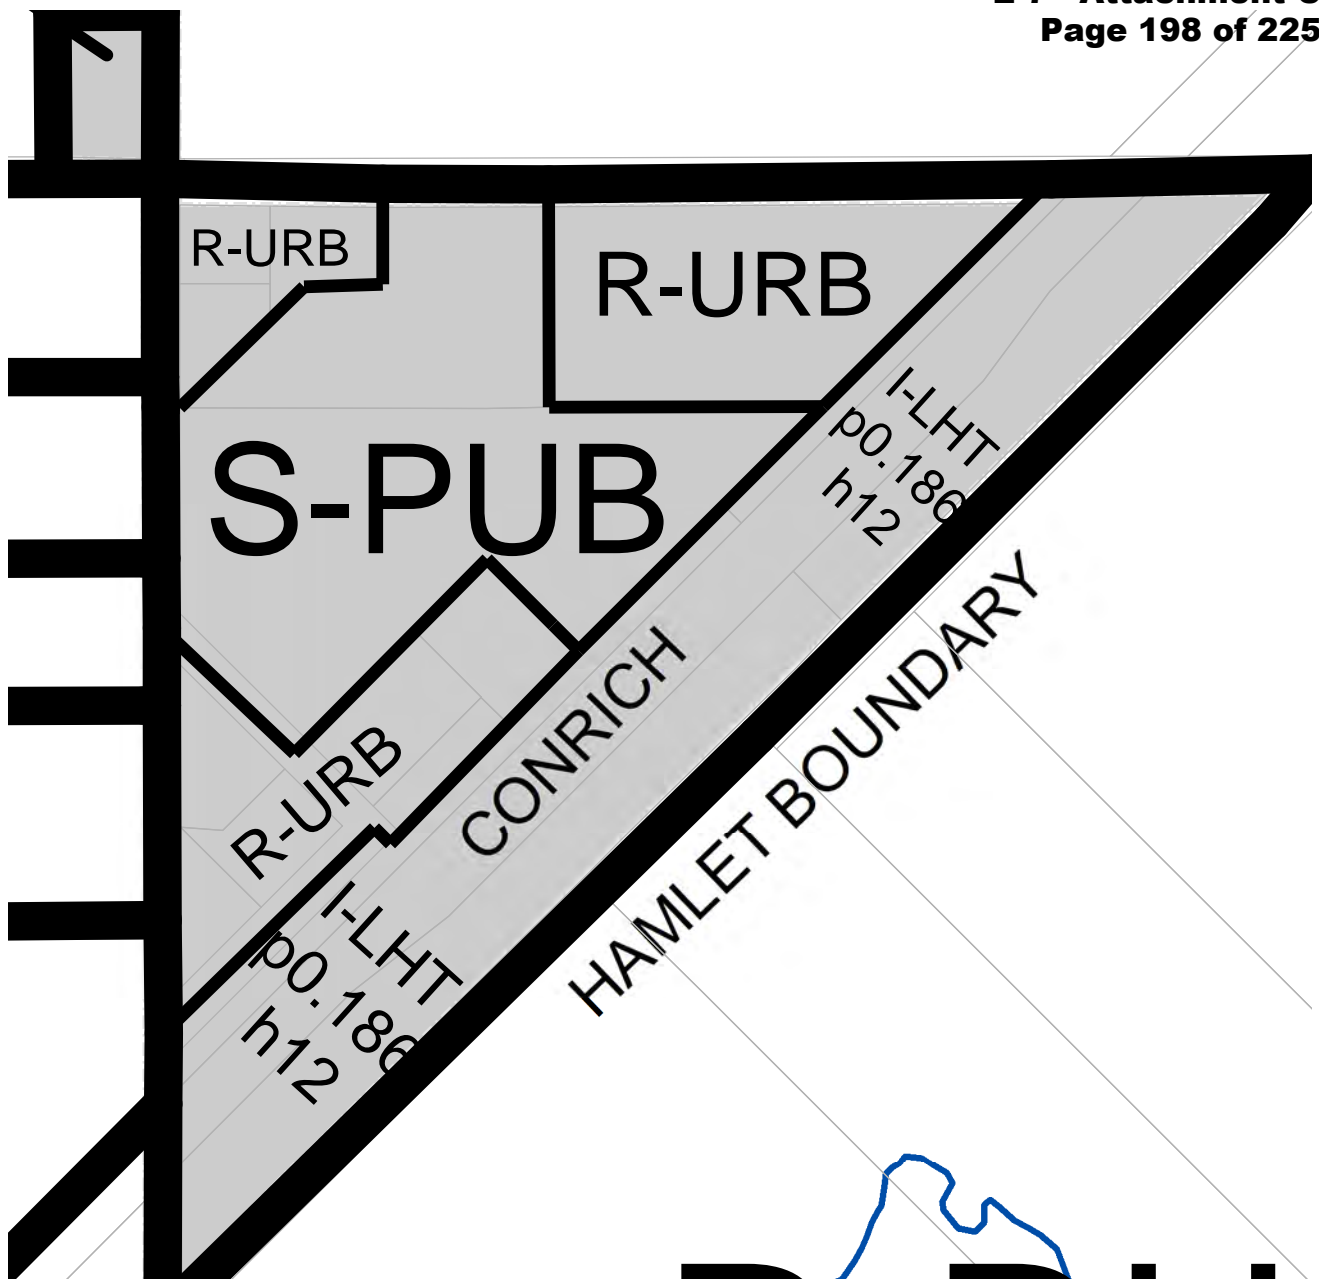 Page 198 of 225
R-URB
R-URB
I-LHT
p0.186
h12
S-PUB
CONRICH
HAMLET BOUNDARY
R-URB
I-LHT
p0.186
h12